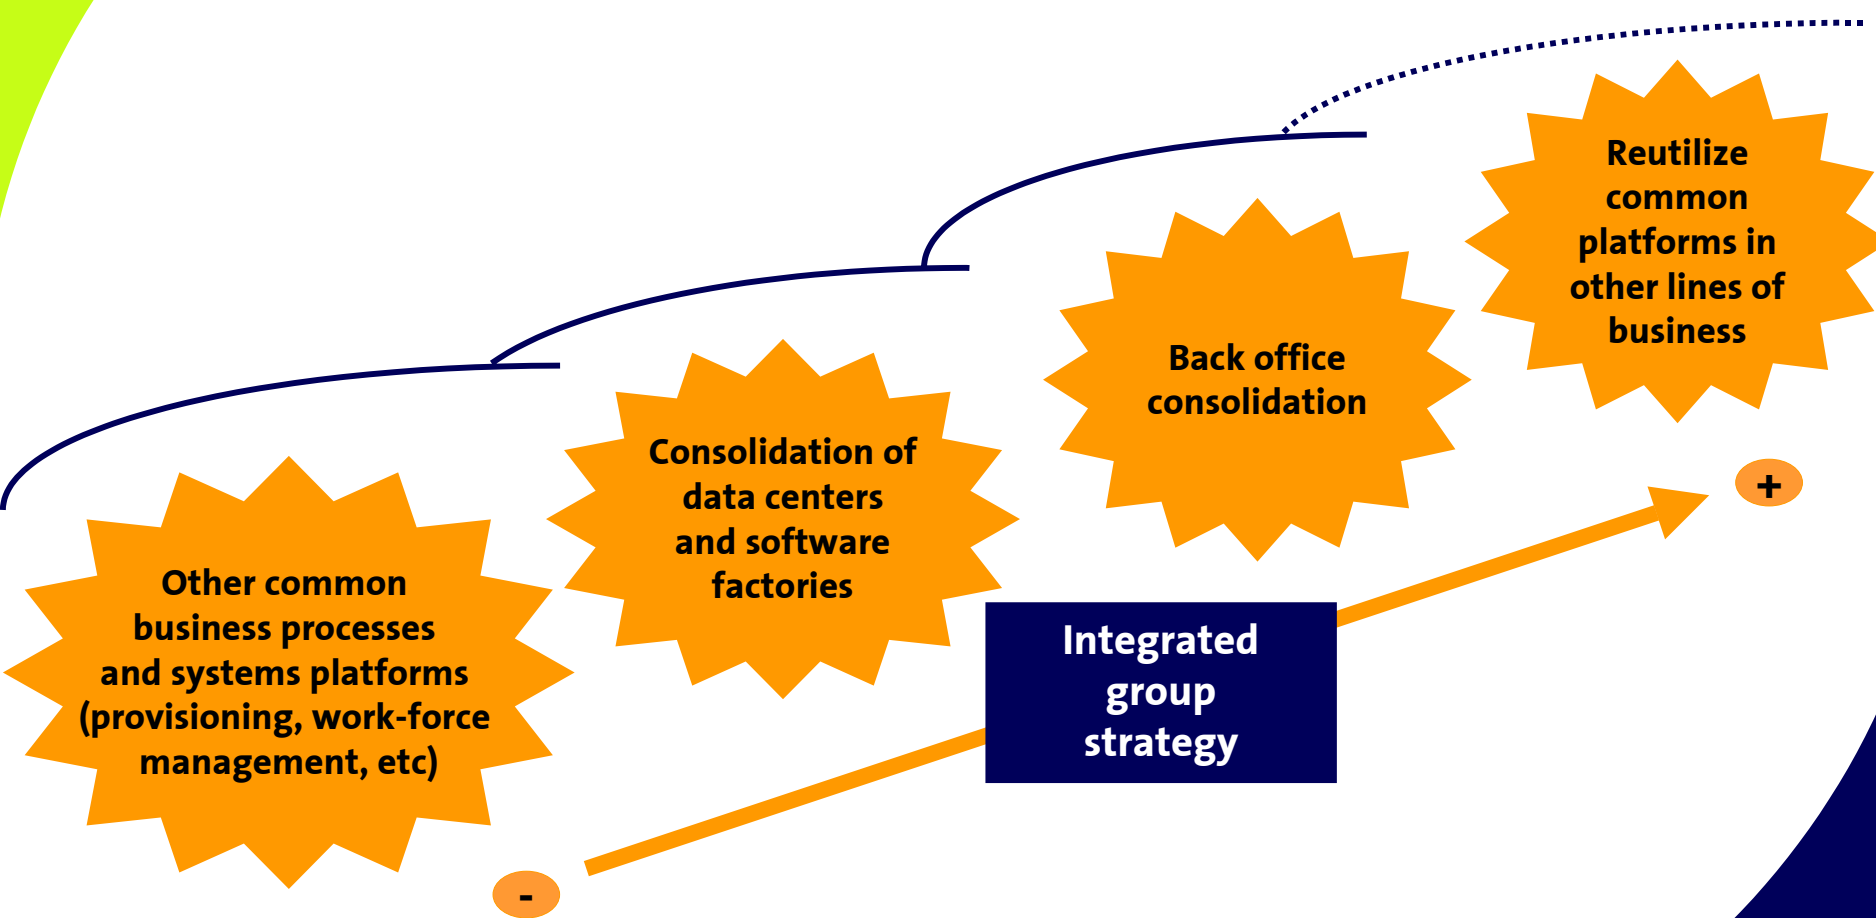 Other common
business processes
and systems platforms
(provisioning, work-force
management, etc)
Consolidation of
data centers
and software
factories
Back office
consolidation
Reutilize
common
platforms in
other lines of
business
Integrated
group
strategy
-
+